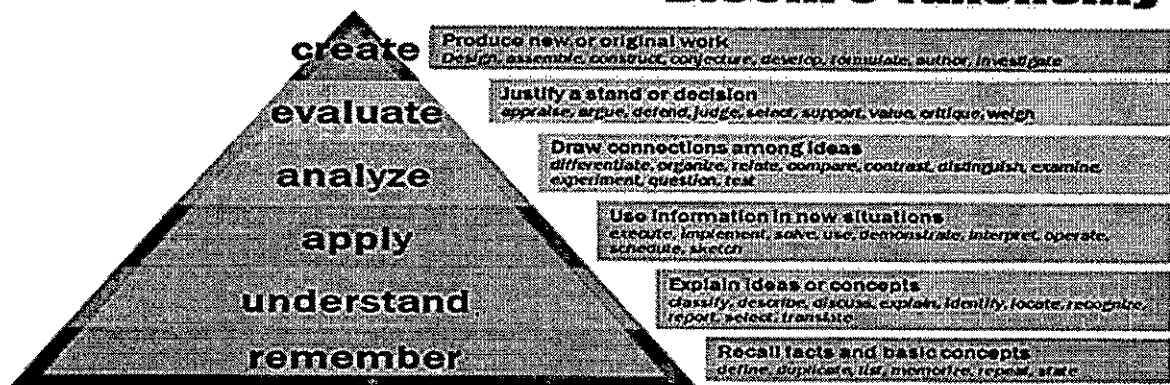 create
Produce new or original work
Design, assemble, construct, conjecture, develop, formulate, author, investigate
evaluate
Justify a stand or decision
appraise, argue, defend, judge, select, support, value, critique, weigh
analyze
Draw connections among ideas
differentiate, organize, relate, compare, contrast, distinguish, examine,
experiment, question, test
apply
Use information in new situations
execute, implement, solve, use, demonstrate, interpret, operate,
schedule, sketch
understand
Explain ideas or concepts
classify, describe, discuss, explain, identify, locate, recognize,
report, select, translate
remember
Recall facts and basic concepts
define, duplicate, list, memorize, repeat, state